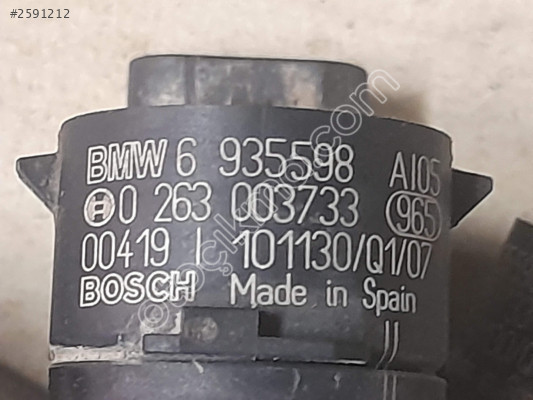 #2591212
BMW 6 935598 AI05
0 263 003733 965
00419 | 101130/Q1/07
BOSCH Made in Spain